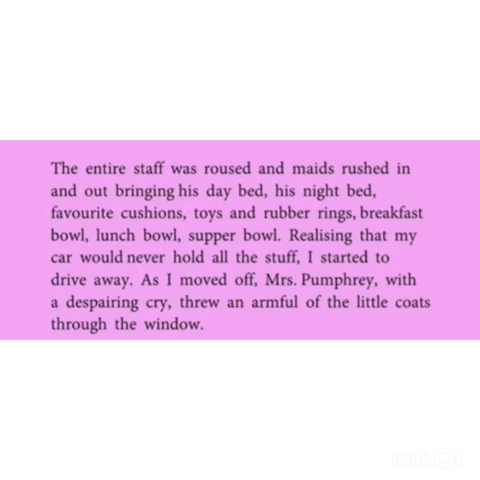 The entire staff was roused and maids rushed in
and out bringing his day bed, his night bed,
favourite cushions, toys and rubber rings, breakfast
bowl, lunch bowl, supper bowl. Realising that my
car would never hold all the stuff, I started to
drive away. As I moved off, Mrs. Pumphrey, with
a despairing cry, threw an armful of the little coats
through the window.
InShOt